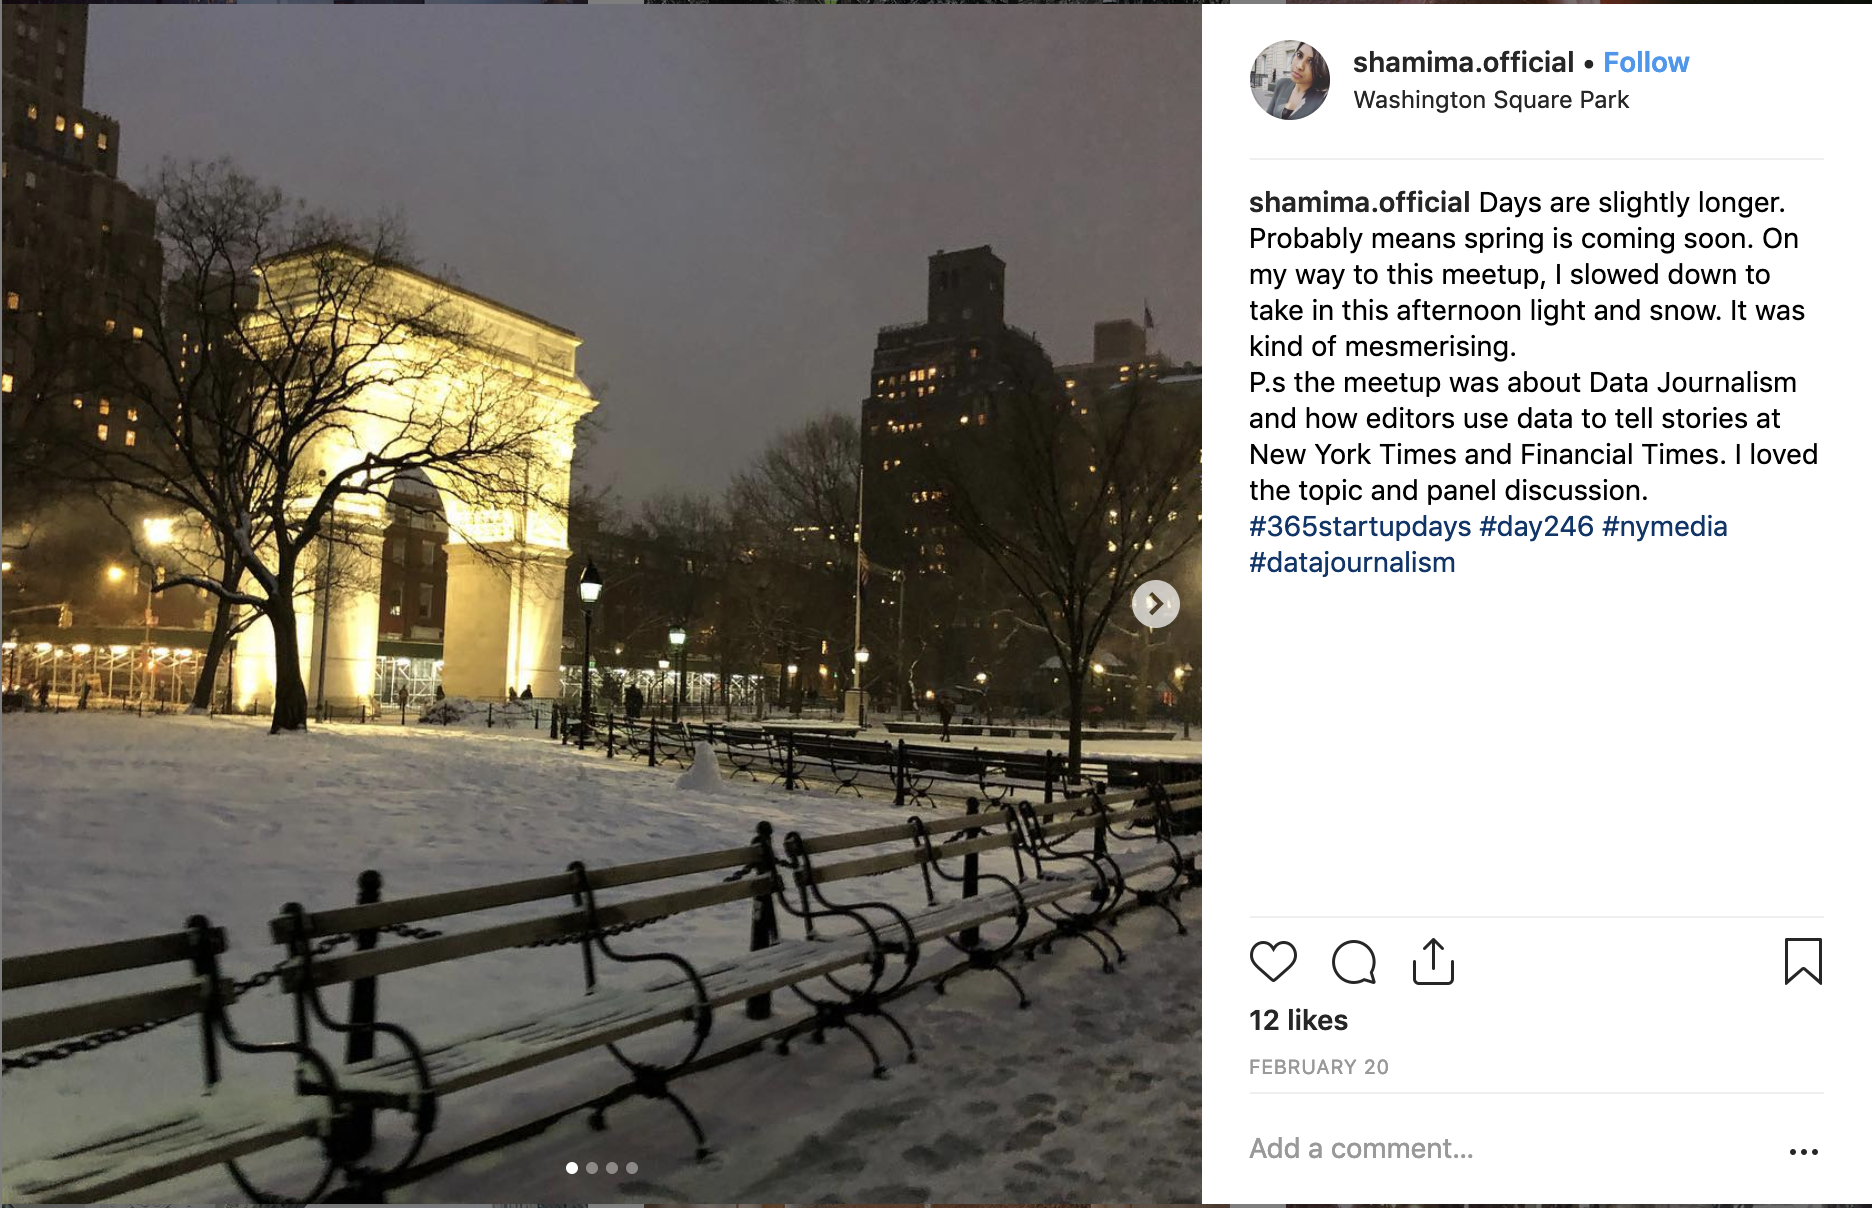 shamima.official • Follow
Washington Square Park
shamima.official Days are slightly longer.
Probably means spring is coming soon. On
my way to this meetup, I slowed down to
take in this afternoon light and snow. It was
kind of mesmerising.
P.s the meetup was about Data Journalism
and how editors use data to tell stories at
New York Times and Financial Times. I loved
the topic and panel discussion.
#365startupdays #day246 #nymedia
#datajournalism
12 likes
FEBRUARY 20
Add a comment...